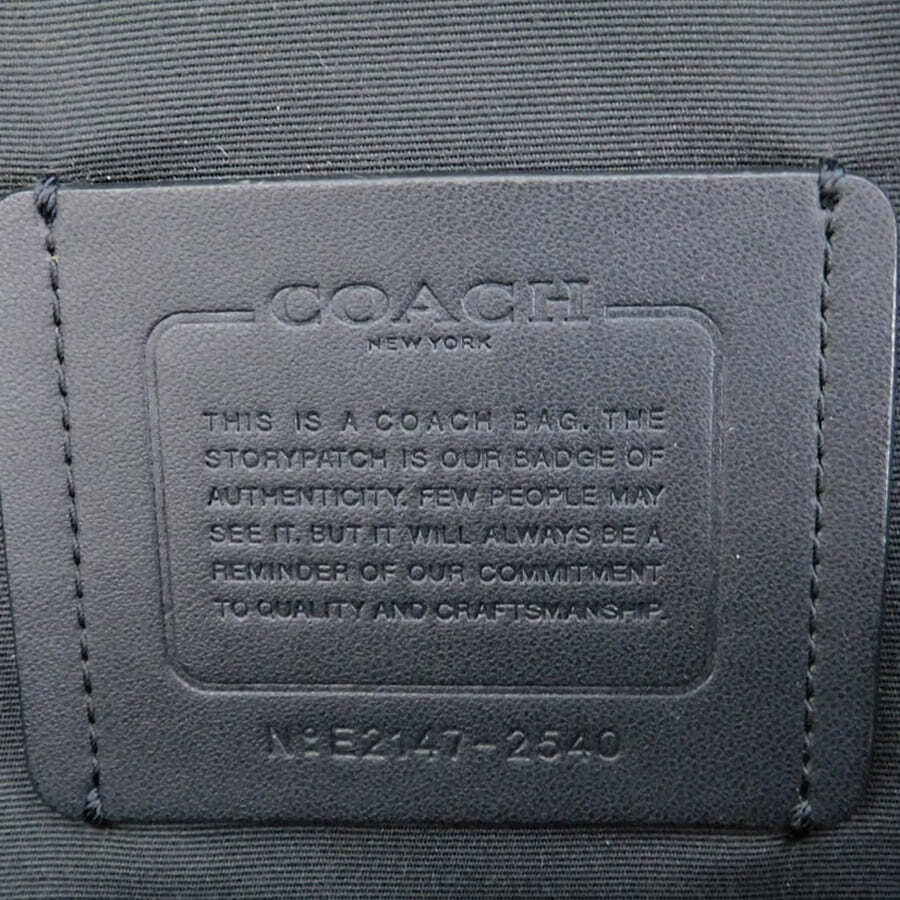 COACH
NEW YORK
THIS IS A COACH BAG. THE
STORYPATCH IS OUR BADGE OF
AUTHENTICITY. FEW PEOPLE MAY
SEE IT. BUT IT WILL ALWAYS BE A
REMINDER OF OUR COMMITMENT
TO QUALITY AND CRAFTSMANSHIP.
Nº E2147-2540